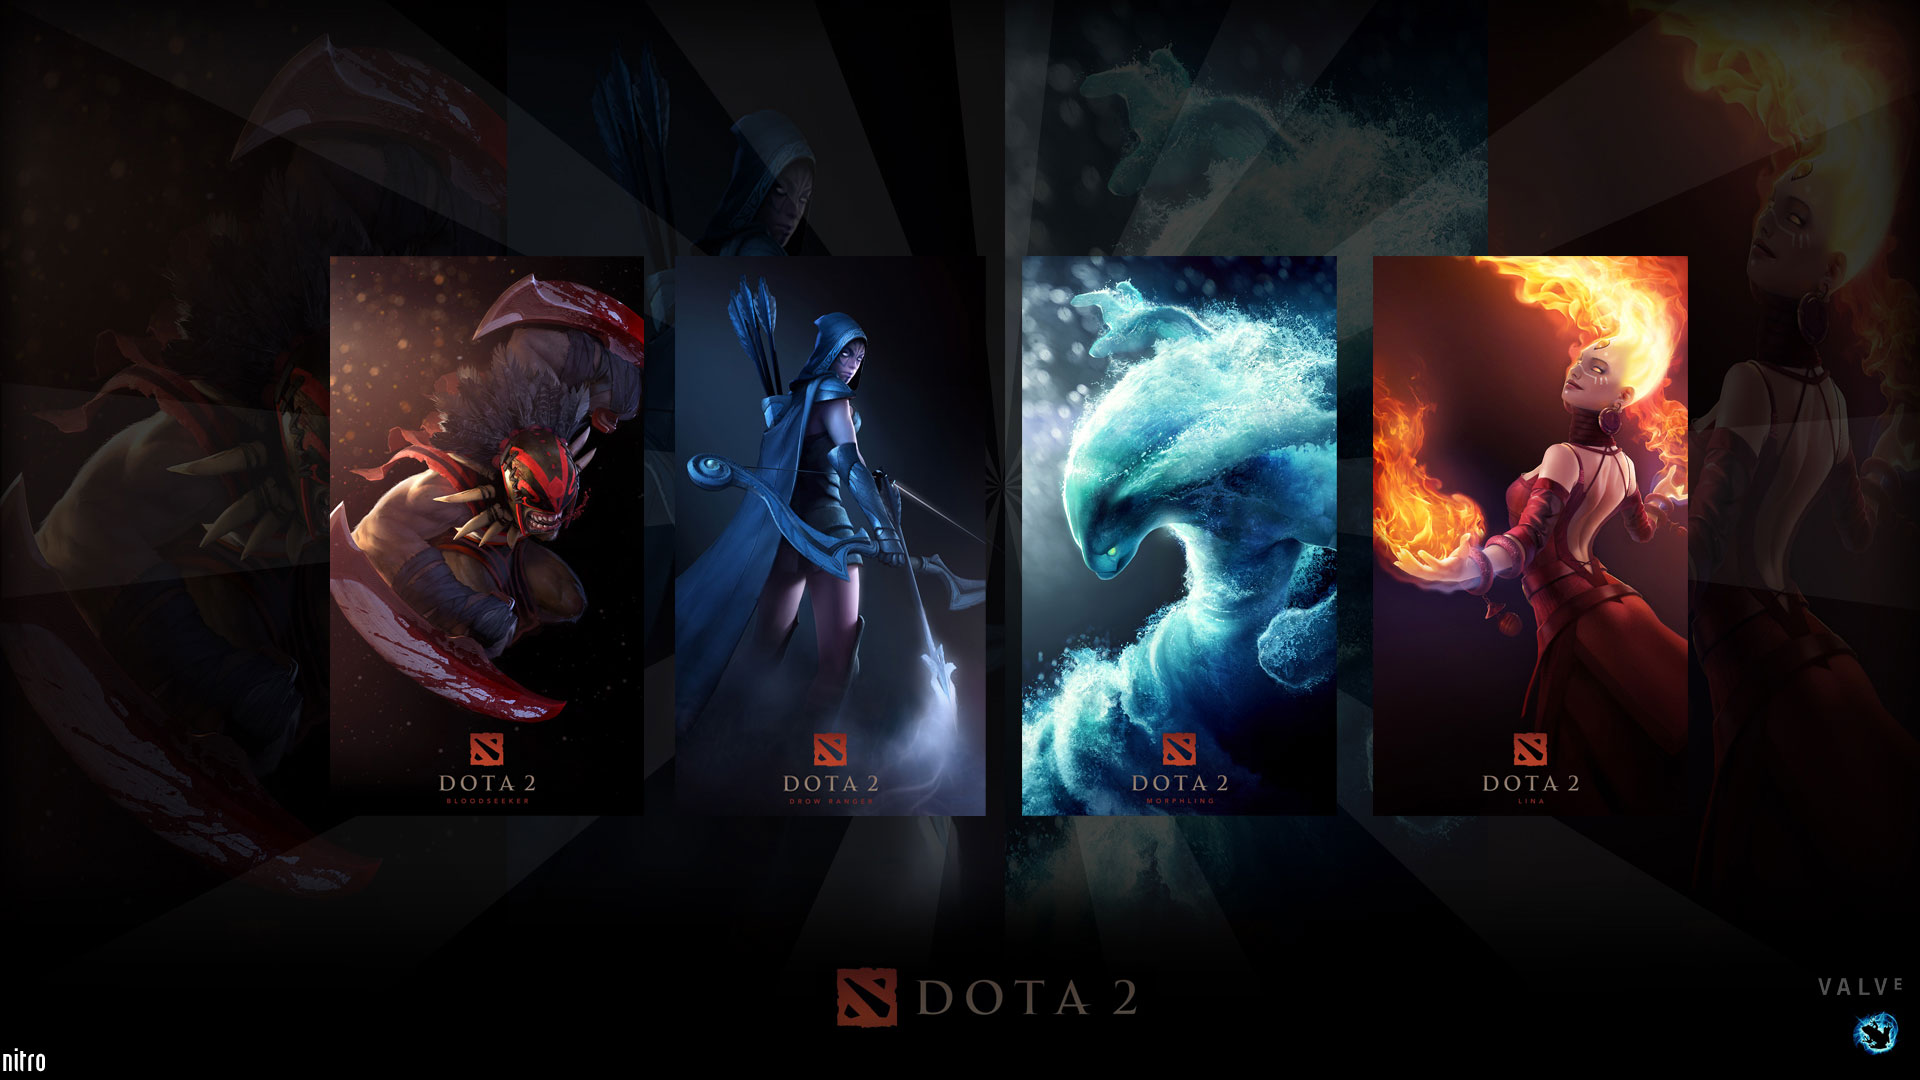 DOTA 2
BLOODSEEKER
DOTA 2
DROW RANGER
DOTA 2
MORPHLING
DOTA 2
LINA
DOTA 2
VALVE
nitro